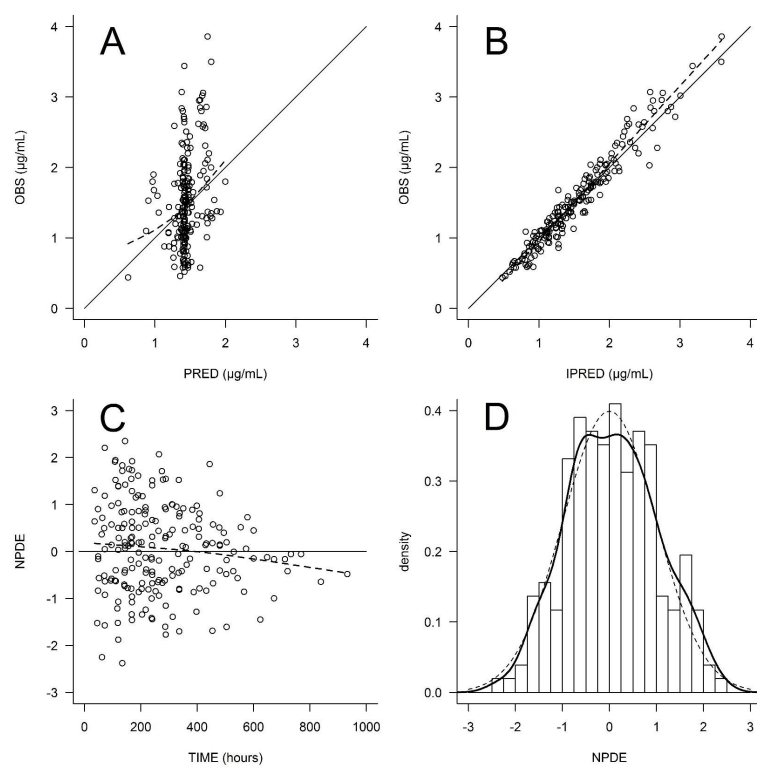 A
4
3
2
1
0
OBS (µg/mL)
0 1 2 3 4
PRED (µg/mL)
B
4
3
2
1
0
OBS (µg/mL)
0 1 2 3 4
IPRED (µg/mL)
C
3
2
1
0
-1
-2
-3
NPDE
0 200 400 600 800 1000
TIME (hours)
D
0.4
0.3
0.2
0.1
0.0
density
-3 -2 -1 0 1 2 3
NPDE